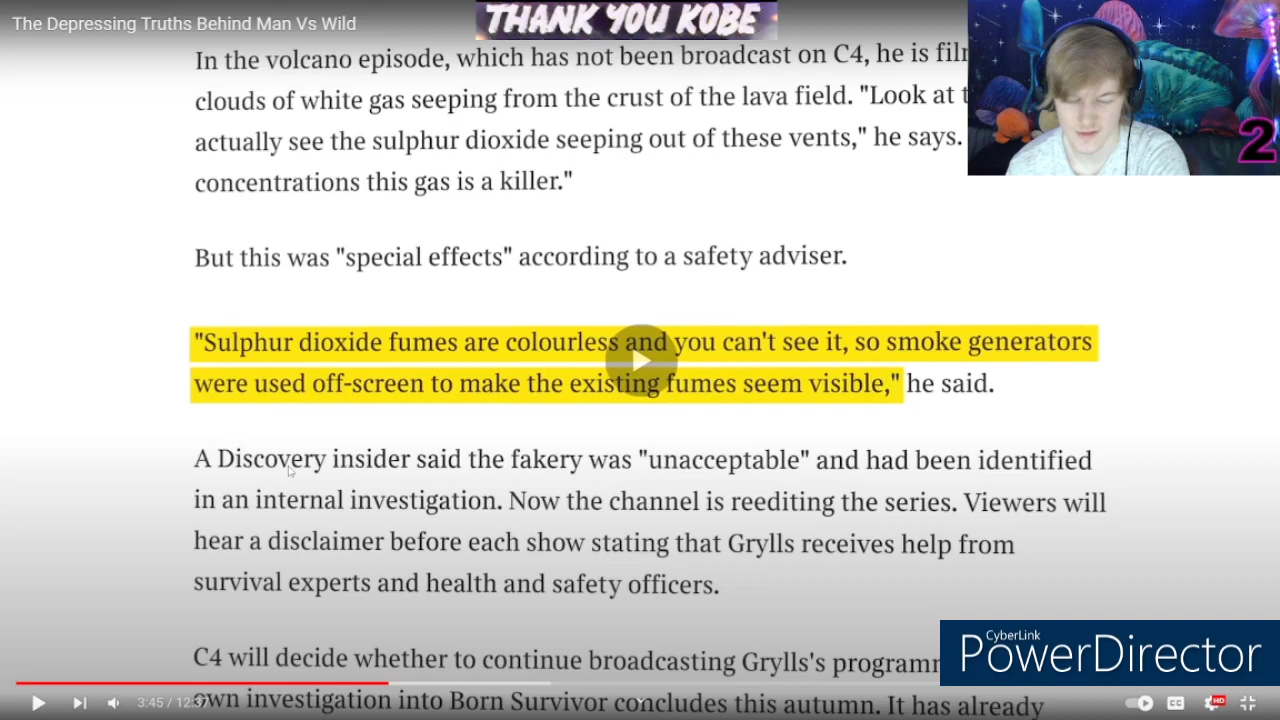 The Depressing Truths Behind Man Vs Wild
THANK YOU KOBE
In the volcano episode, which has not been broadcast on C4, he is
clouds of white gas seeping from the crust of the lava field. "Look at
actually see the sulphur dioxide seeping out of these vents," he says.
concentrations this gas is a killer."
2
But this was "special effects" according to a safety adviser.
"Sulphur dioxide fumes are colourless and you can't see it, so smoke generators
were used off-screen to make the existing fumes seem visible," he said.
A Discovery insider said the fakery was "unacceptable" and had been identified
in an internal investigation. Now the channel is reediting the series. Viewers will
hear a disclaimer before each show stating that Grylls receives help from
survival experts and health and safety officers.
CyberLink
PowerDirector
C4 will decide whether to continue broadcasting Grylls's
own investigation into Born Survivor concludes this autumn. It has already
3:45 / 12:37
CC
HD